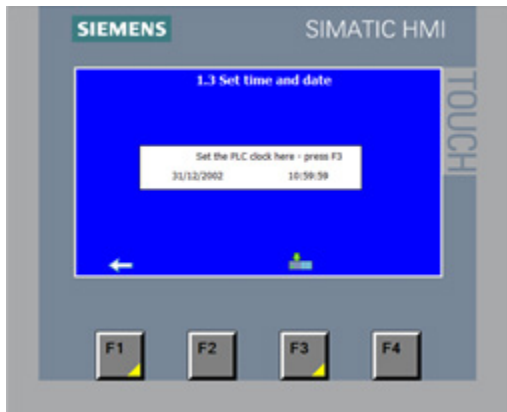 SIEMENS
SIMATIC HMI
TOUCH
1.3 Set time and date
Set the PLC clock here - press F3
31/12/2002 10:59:59
F1 F2 F3 F4